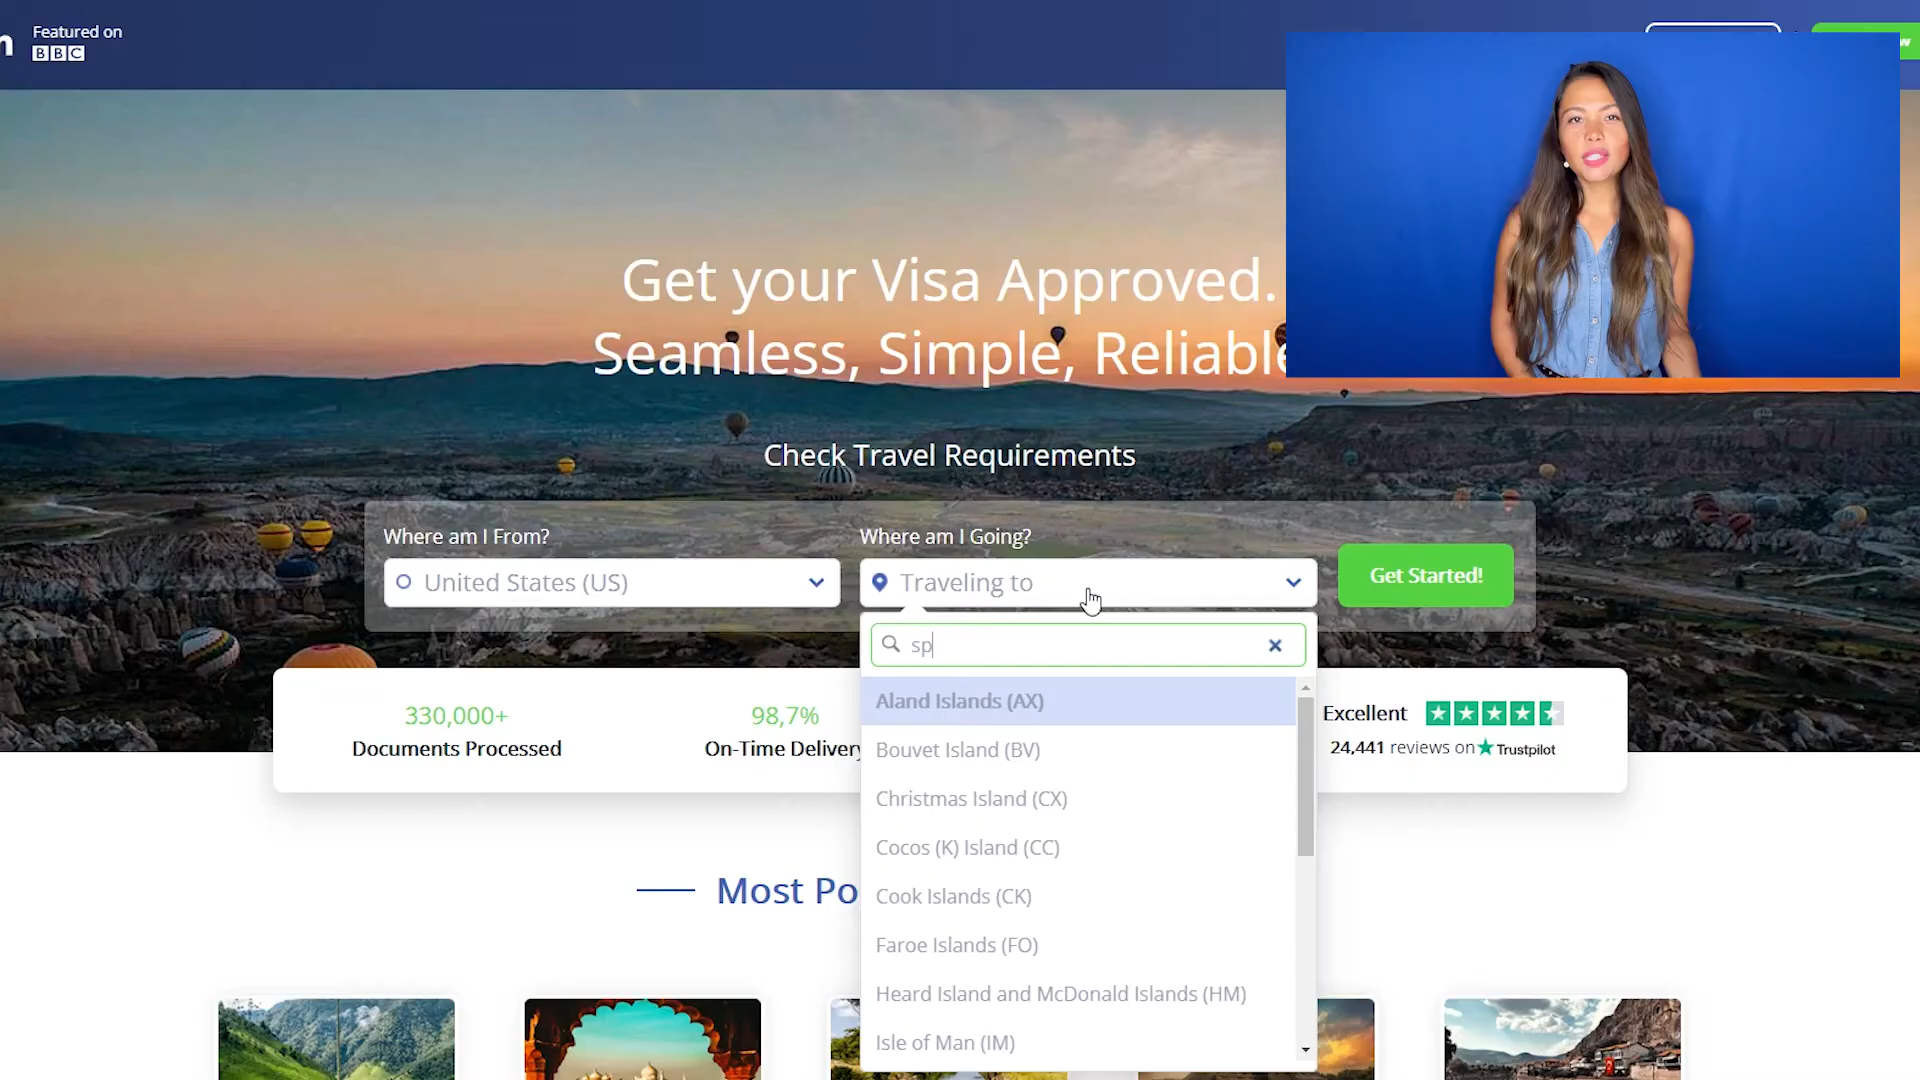 Featured on
BBC
Get your Visa Approved.
Seamless, Simple, Reliable
Check Travel Requirements
Where am I From?
Where am I Going?
United States (US)
Traveling to
Get Started!
sp
Aland Islands (AX)
Bouvet Island (BV)
Christmas Island (CX)
Cocos (K) Island (CC)
Cook Islands (CK)
Faroe Islands (FO)
Heard Island and McDonald Islands (HM)
Isle of Man (IM)
330,000+
Documents Processed
98,7%
On-Time Delivery
Excellent
24,441 reviews on Trustpilot
Most Po